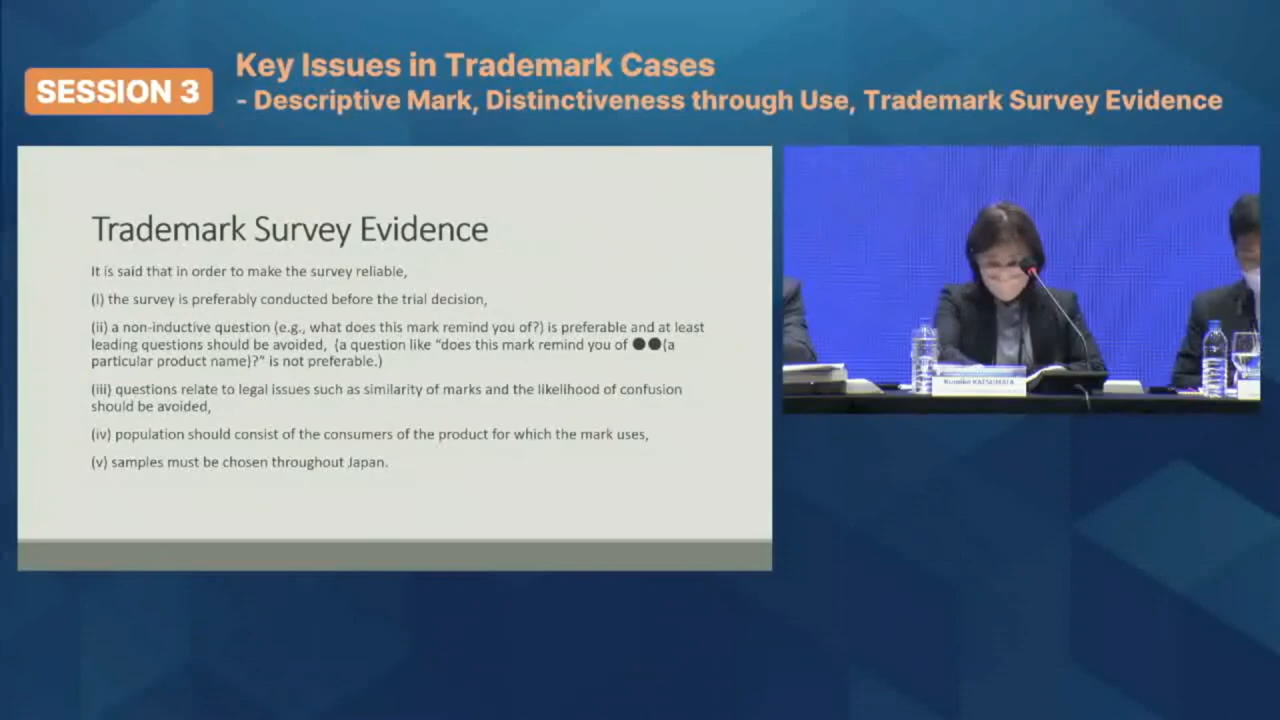 SESSION 3
Key Issues in Trademark Cases
- Descriptive Mark, Distinctiveness through Use, Trademark Survey Evidence
Trademark Survey Evidence
It is said that in order to make the survey reliable,
(i) the survey is preferably conducted before the trial decision,
(ii) a non-inductive question (e.g., what does this mark remind you of?) is preferable and at least
leading questions should be avoided, (a question like “does this mark remind you of ●●(a
particular product name)?” is not preferable.)
(iii) questions relate to legal issues such as similarity of marks and the likelihood of confusion
should be avoided,
(iv) population should consist of the consumers of the product for which the mark uses,
(v) samples must be chosen throughout Japan.
Kumiko KATSUMATA